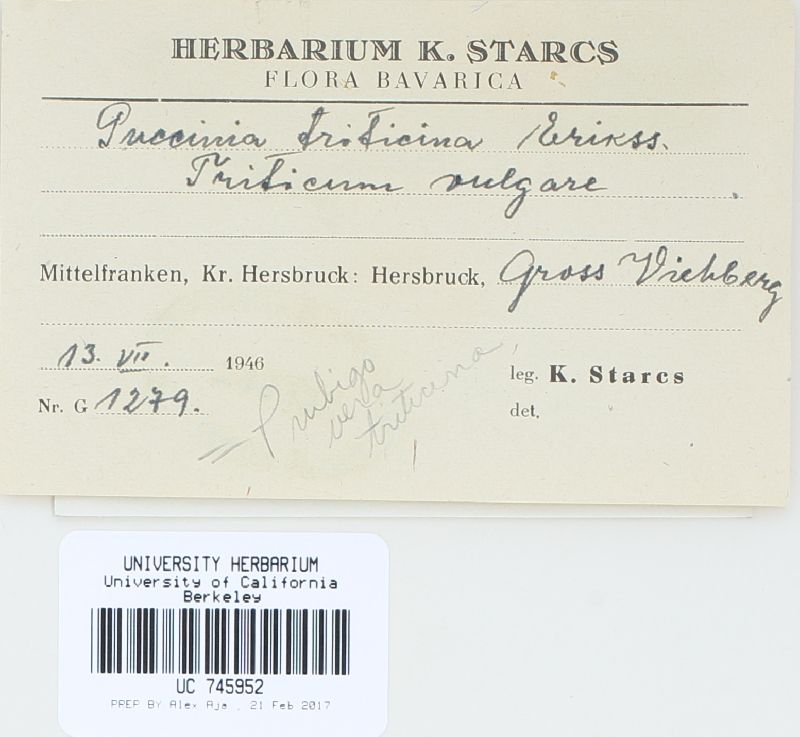 HERBARIUM K. STARCS
FLORA BAVARICA
Puccinia triticina Erikss.
Triticum vulgare
Mittelfranken, Kr. Hersbruck: Hersbruck, Gross Viehberg
13. VII. 1946
leg. K. Starcs
Nr. G 1279.
det.
= P rubigo
vera
triticina
UNIVERSITY HERBARIUM
University of California
Berkeley
UC 745952
PREP BY Alex Aja , 21 Feb 2017